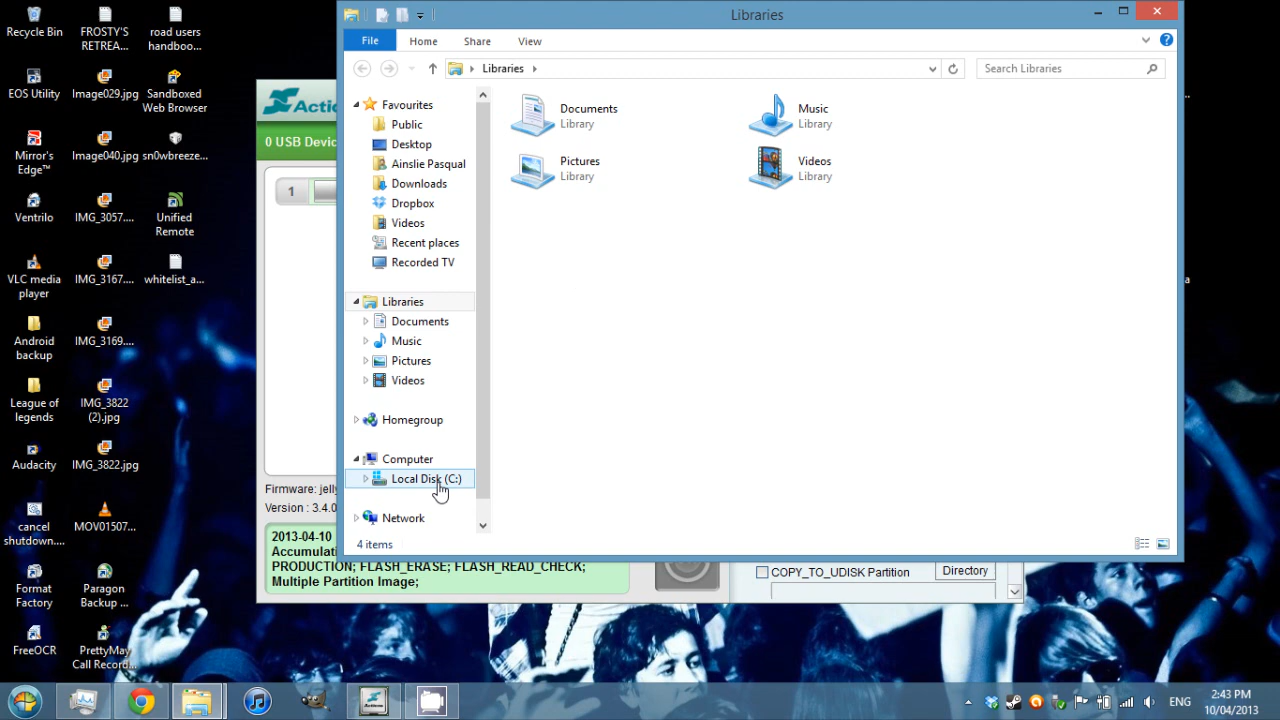 Recycle Bin
FROSTY'S
RETREA...
road users
handboo...
EOS Utility
Image029.jpg
Sandboxed
Web Browser
Mirror's
Edge™
Image040.jpg
sn0wbreeze...
Ventrilo
IMG_3057....
Unified
Remote
VLC media
player
IMG_3167....
whitelist_a...
Android
backup
IMG_3169....
League of
legends
IMG_3822
(2).jpg
Audacity
IMG_3822.jpg
cancel
shutdown....
MOV01507...
Format
Factory
Paragon
Backup ...
FreeOCR
PrettyMay
Call Record...
Actio
0 USB Devic
1
Firmware: jell
Version : 3.4.0
2013-04-10
Accumulati
PRODUCTION; FLASH_ERASE; FLASH_READ_CHECK;
Multiple Partition Image;
COPY_TO_UDISK Partition
Directory
Libraries
File
Home
Share
View
Libraries
Search Libraries
Favourites
Public
Desktop
Ainslie Pasqual
Downloads
Dropbox
Videos
Recent places
Recorded TV
Libraries
Documents
Music
Pictures
Videos
Homegroup
Computer
Local Disk (C:)
Network
Documents
Library
Music
Library
Pictures
Library
Videos
Library
4 items
Actions
ENG
2:43 PM
10/04/2013